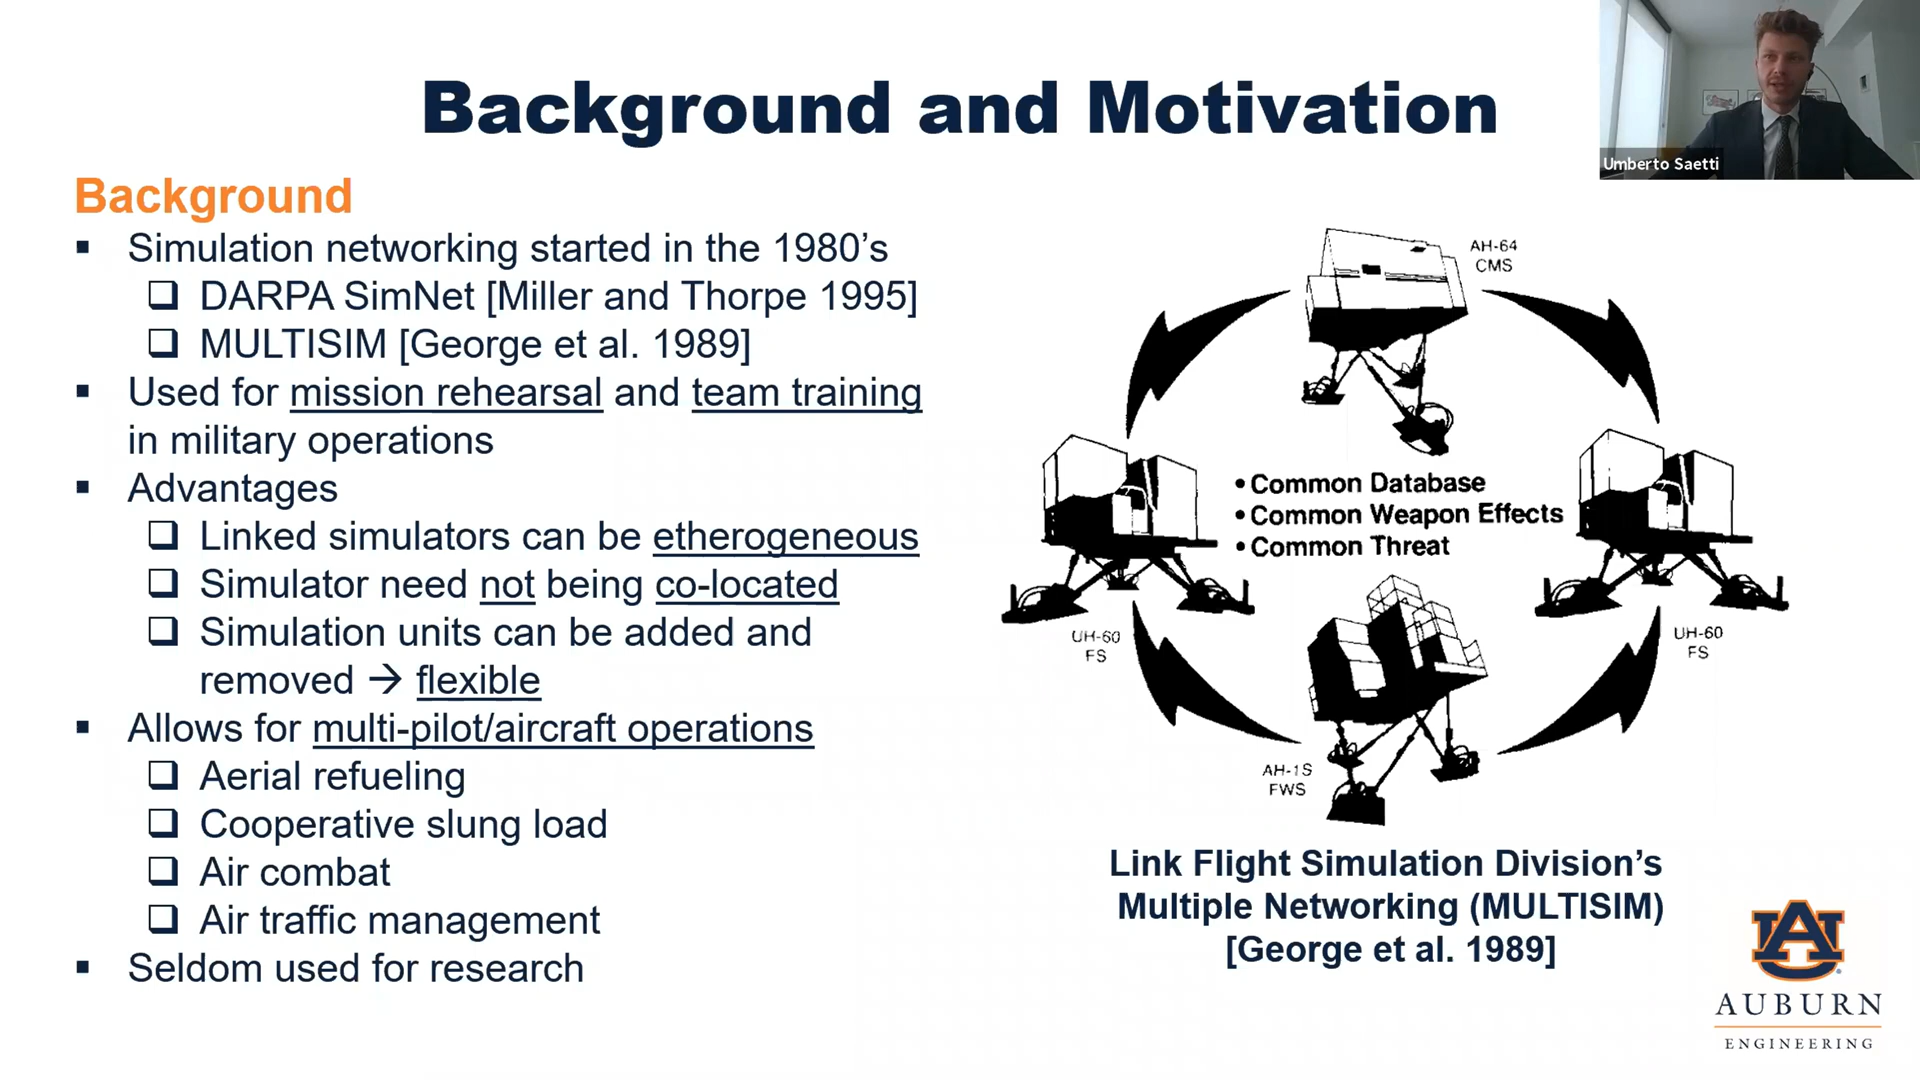 Background and Motivation
Umberto Saetti
Background
▪ Simulation networking started in the 1980’s
❑ DARPA SimNet [Miller and Thorpe 1995]
❑ MULTISIM [George et al. 1989]
▪ Used for mission rehearsal and team training
in military operations
▪ Advantages
❑ Linked simulators can be etherogeneous
❑ Simulator need not being co-located
❑ Simulation units can be added and
removed → flexible
▪ Allows for multi-pilot/aircraft operations
❑ Aerial refueling
❑ Cooperative slung load
❑ Air combat
❑ Air traffic management
▪ Seldom used for research
AH-64
CMS
• Common Database
• Common Weapon Effects
• Common Threat
UH-60
FS
UH-60
FS
AH-1S
FWS
Link Flight Simulation Division’s
Multiple Networking (MULTISIM)
[George et al. 1989]
AU
AUBURN
ENGINEERING